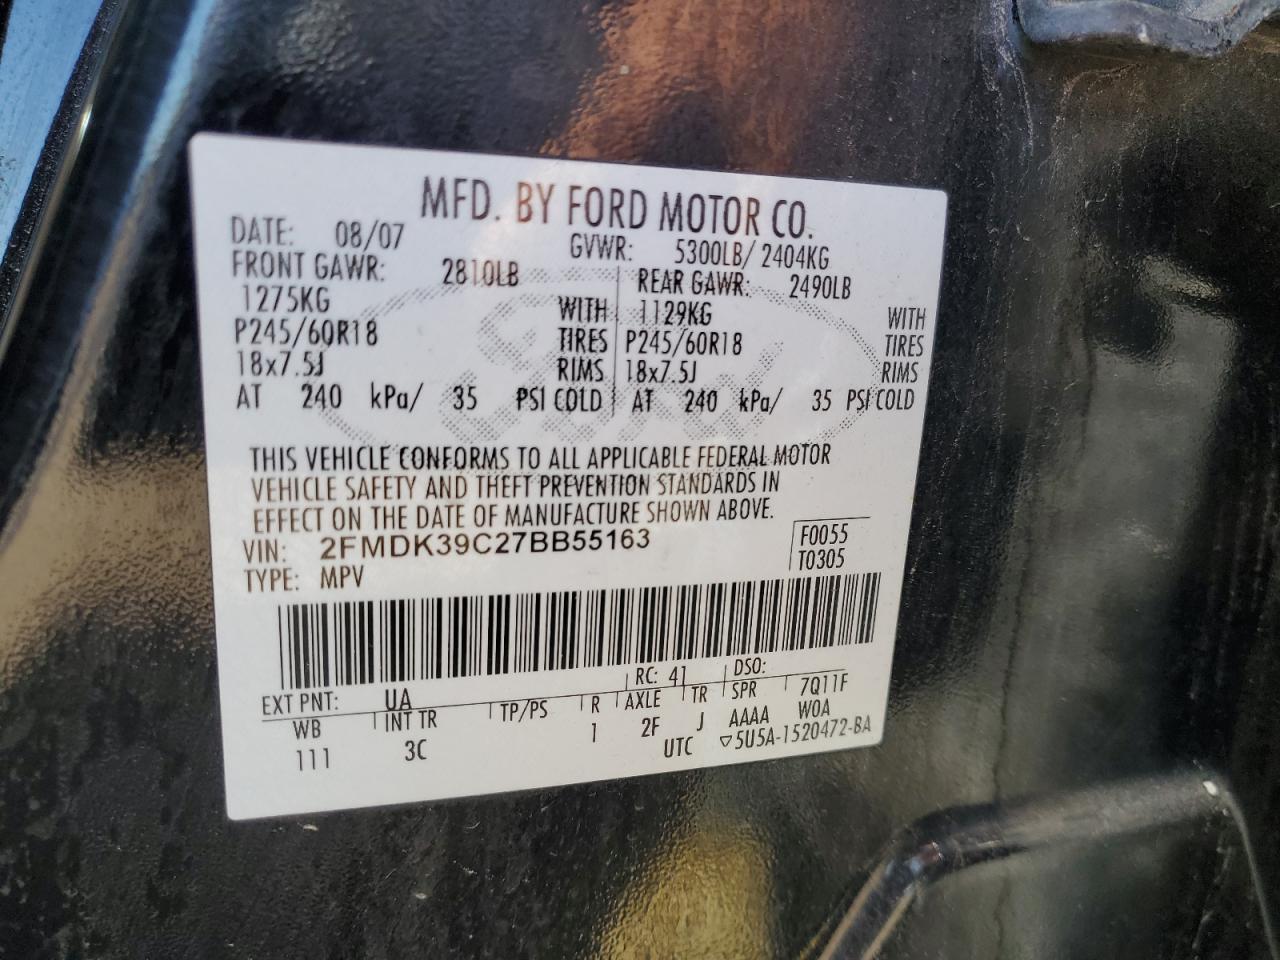 MFD. BY FORD MOTOR CO.
DATE: 08/07 GVWR: 5300LB/ 2404KG
FRONT GAWR: 2810LB REAR GAWR: 2490LB
1275KG WITH 1129KG WITH
P245/60R18 TIRES P245/60R18 TIRES
18x7.5J RIMS 18x7.5J RIMS
AT 240 kPa/ 35 PSI COLD AT 240 kPa/ 35 PSI COLD
THIS VEHICLE CONFORMS TO ALL APPLICABLE FEDERAL MOTOR
VEHICLE SAFETY AND THEFT PREVENTION STANDARDS IN
EFFECT ON THE DATE OF MANUFACTURE SHOWN ABOVE.
VIN: 2FMDK39C27BB55163 F0055
TYPE: MPV T0305
EXT PNT: UA RC: 41 DSO:
WB INT TR TP/PS R AXLE TR SPR 7Q11F
111 3C 1 2F J AAAA WOA
UTC ▽5U5A-1520472-BA